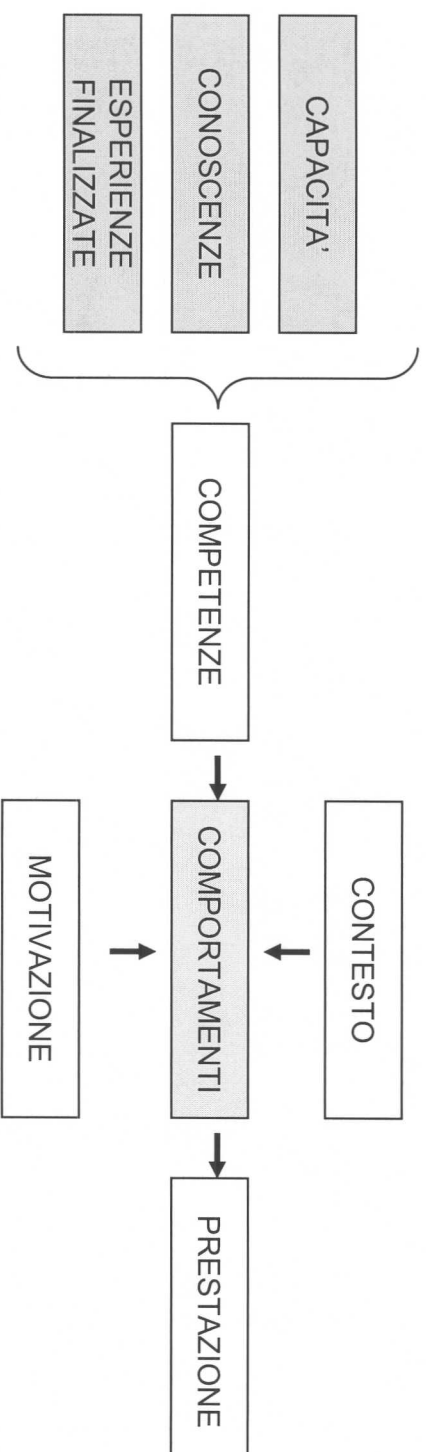 CAPACITA'
CONOSCENZE
ESPERIENZE
FINALIZZATE
COMPETENZE
CONTESTO
COMPORTAMENTI
MOTIVAZIONE
PRESTAZIONE